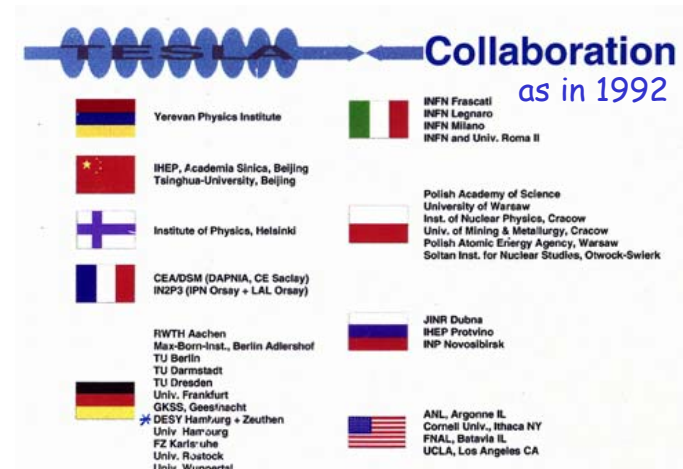 TESLA Collaboration
as in 1992
Yerevan Physics Institute
IHEP, Academia Sinica, Beijing
Tsinghua-University, Beijing
Institute of Physics, Helsinki
CEA/DSM (DAPNIA, CE Saclay)
IN2P3 (IPN Orsay + LAL Orsay)
RWTH Aachen
Max-Born-Inst., Berlin Adlershof
TU Berlin
TU Darmstadt
TU Dresden
Univ. Frankfurt
GKSS, Geesthacht
* DESY Hamburg + Zeuthen
Univ Hamburg
FZ Karlsruhe
Univ. Rostock
Univ. Wuppertal
INFN Frascati
INFN Legnaro
INFN Milano
INFN and Univ. Roma II
Polish Academy of Science
University of Warsaw
Inst. of Nuclear Physics, Cracow
Univ. of Mining & Metallurgy, Cracow
Polish Atomic Energy Agency, Warsaw
Soltan Inst. for Nuclear Studies, Otwock-Swierk
JINR Dubna
IHEP Protvino
INP Novosibirsk
ANL, Argonne IL
Cornell Univ., Ithaca NY
FNAL, Batavia IL
UCLA, Los Angeles CA